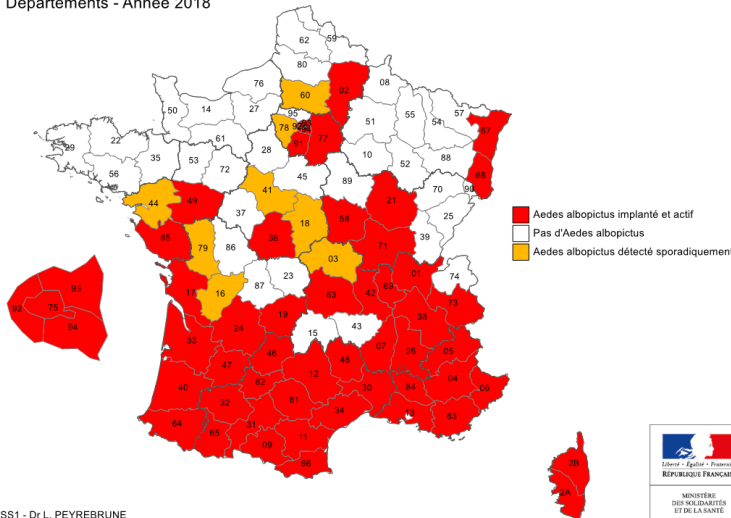 Départements - Année 2018
62 59
80
76 02 08
60
50 14 27 95 51 55 54 57 67
78 77
61 91
29 22 28 10 52 88 68
35 53
56 72 45 89 70 90
41 21
44 49 25
37 18 58
85 36 71 39
79 86
03 01 74
87 23
17 16 63 42 69 73
19 38
24
33 15 43
46 07 26 05
47 48
12
82 04
40 30 84 06
32 81
34 13 83
64 31
65 11
09
66
93
92 75
94
2B
2A
Aedes albopictus implanté et actif
Pas d'Aedes albopictus
Aedes albopictus détecté sporadiquement
Liberté • Égalité • Fraternité
RÉPUBLIQUE FRANÇAISE
MINISTÈRE
DES SOLIDARITÉS
ET DE LA SANTÉ
SS1 - Dr L. PEYREBRUNE